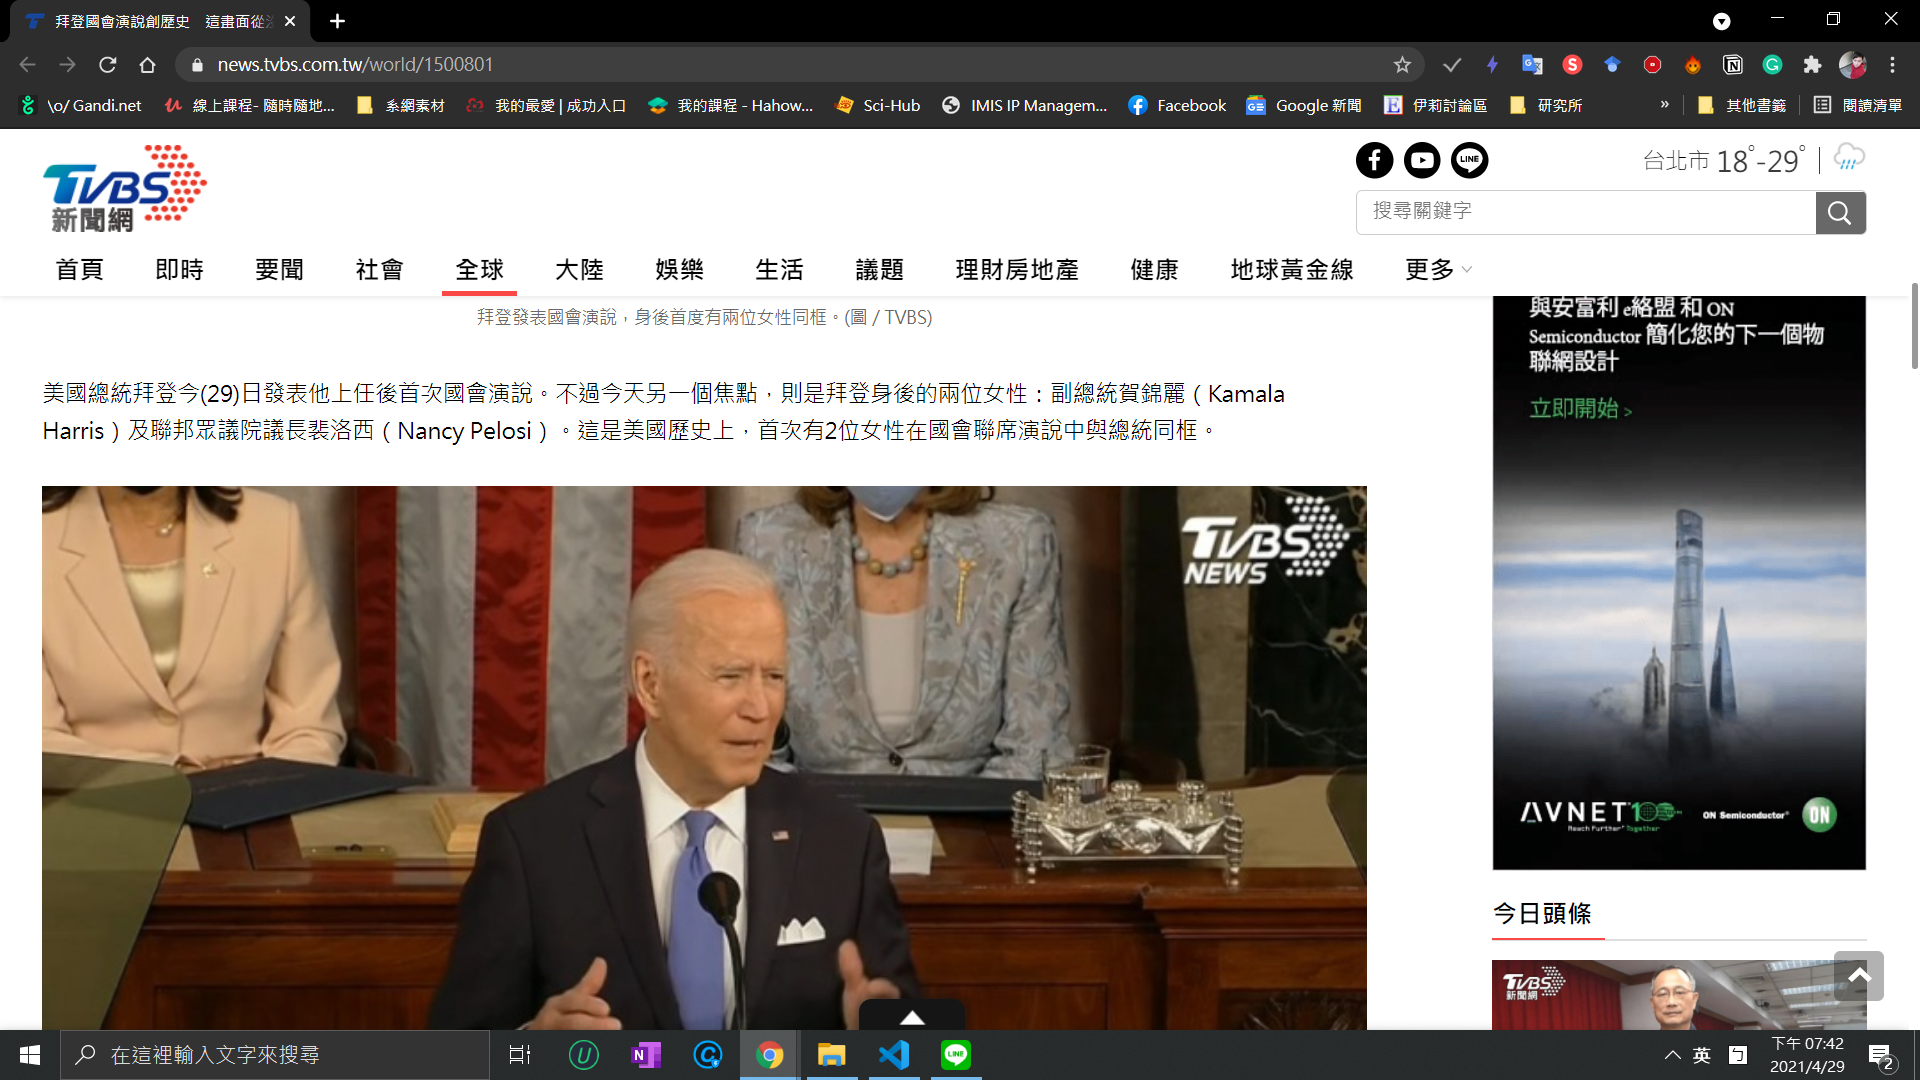 拜登國會演說創歷史 這畫面從
news.tvbs.com.tw/world/1500801
\o/ Gandi.net
線上課程- 隨時隨地...
系網素材
我的最愛 | 成功入口
我的課程 - Hahow...
Sci-Hub
IMIS IP Managem...
Facebook
Google 新聞
伊莉討論區
研究所
»
其他書籤
閱讀清單
TVBS
新聞網
LINE
台北市 18°-29°
搜尋關鍵字
首頁 即時 要聞 社會 全球 大陸 娛樂 生活 議題 理財房地產 健康 地球黃金線 更多
拜登發表國會演說，身後首度有兩位女性同框。(圖 / TVBS)
美國總統拜登今(29)日發表他上任後首次國會演說。不過今天另一個焦點，則是拜登身後的兩位女性：副總統賀錦麗（Kamala
Harris）及聯邦眾議院議長裴洛西（Nancy Pelosi）。這是美國歷史上，首次有2位女性在國會聯席演說中與總統同框。
TVBS
NEWS
與安富利 e絡盟 和 ON
Semiconductor 簡化您的下一個物
聯網設計
立即開始 >
AVNET 100
Reach Further Together
ON Semiconductor
ON
今日頭條
TVBS
新聞網
在這裡輸入文字來搜尋
LINE
英
下午 07:42
2021/4/29
2